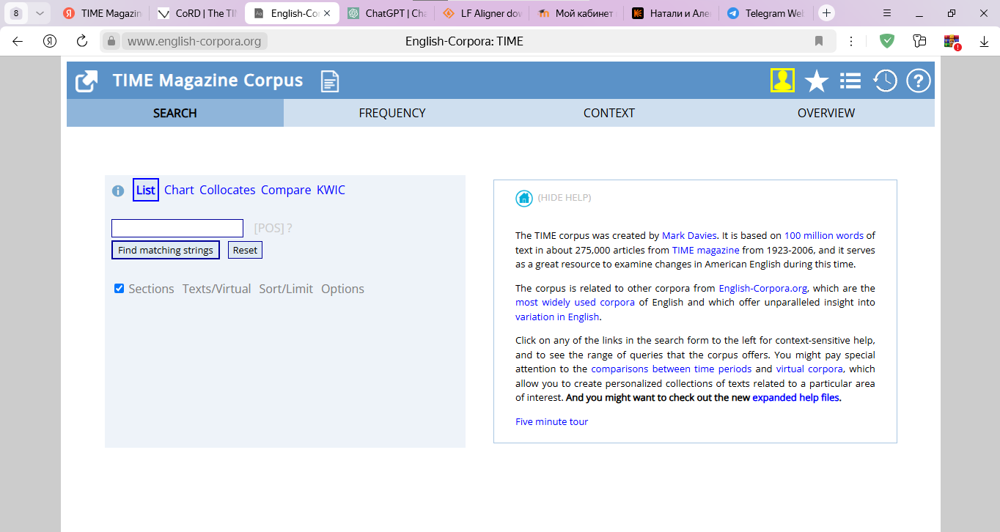 8
TIME Magazin
CoRD | The TI
English-Co
ChatGPT | Cha
LF Aligner dow
Мой кабинет
Натали и Але
Telegram Web
www.english-corpora.org
English-Corpora: TIME
TIME Magazine Corpus
SEARCH
FREQUENCY
CONTEXT
OVERVIEW
List Chart Collocates Compare KWIC
[POS] ?
Find matching strings
Reset
Sections Texts/Virtual Sort/Limit Options
(HIDE HELP)
The TIME corpus was created by Mark Davies. It is based on 100 million words of
text in about 275,000 articles from TIME magazine from 1923-2006, and it serves
as a great resource to examine changes in American English during this time.
The corpus is related to other corpora from English-Corpora.org, which are the
most widely used corpora of English and which offer unparalleled insight into
variation in English.
Click on any of the links in the search form to the left for context-sensitive help,
and to see the range of queries that the corpus offers. You might pay special
attention to the comparisons between time periods and virtual corpora, which
allow you to create personalized collections of texts related to a particular area
of interest. And you might want to check out the new expanded help files.
Five minute tour